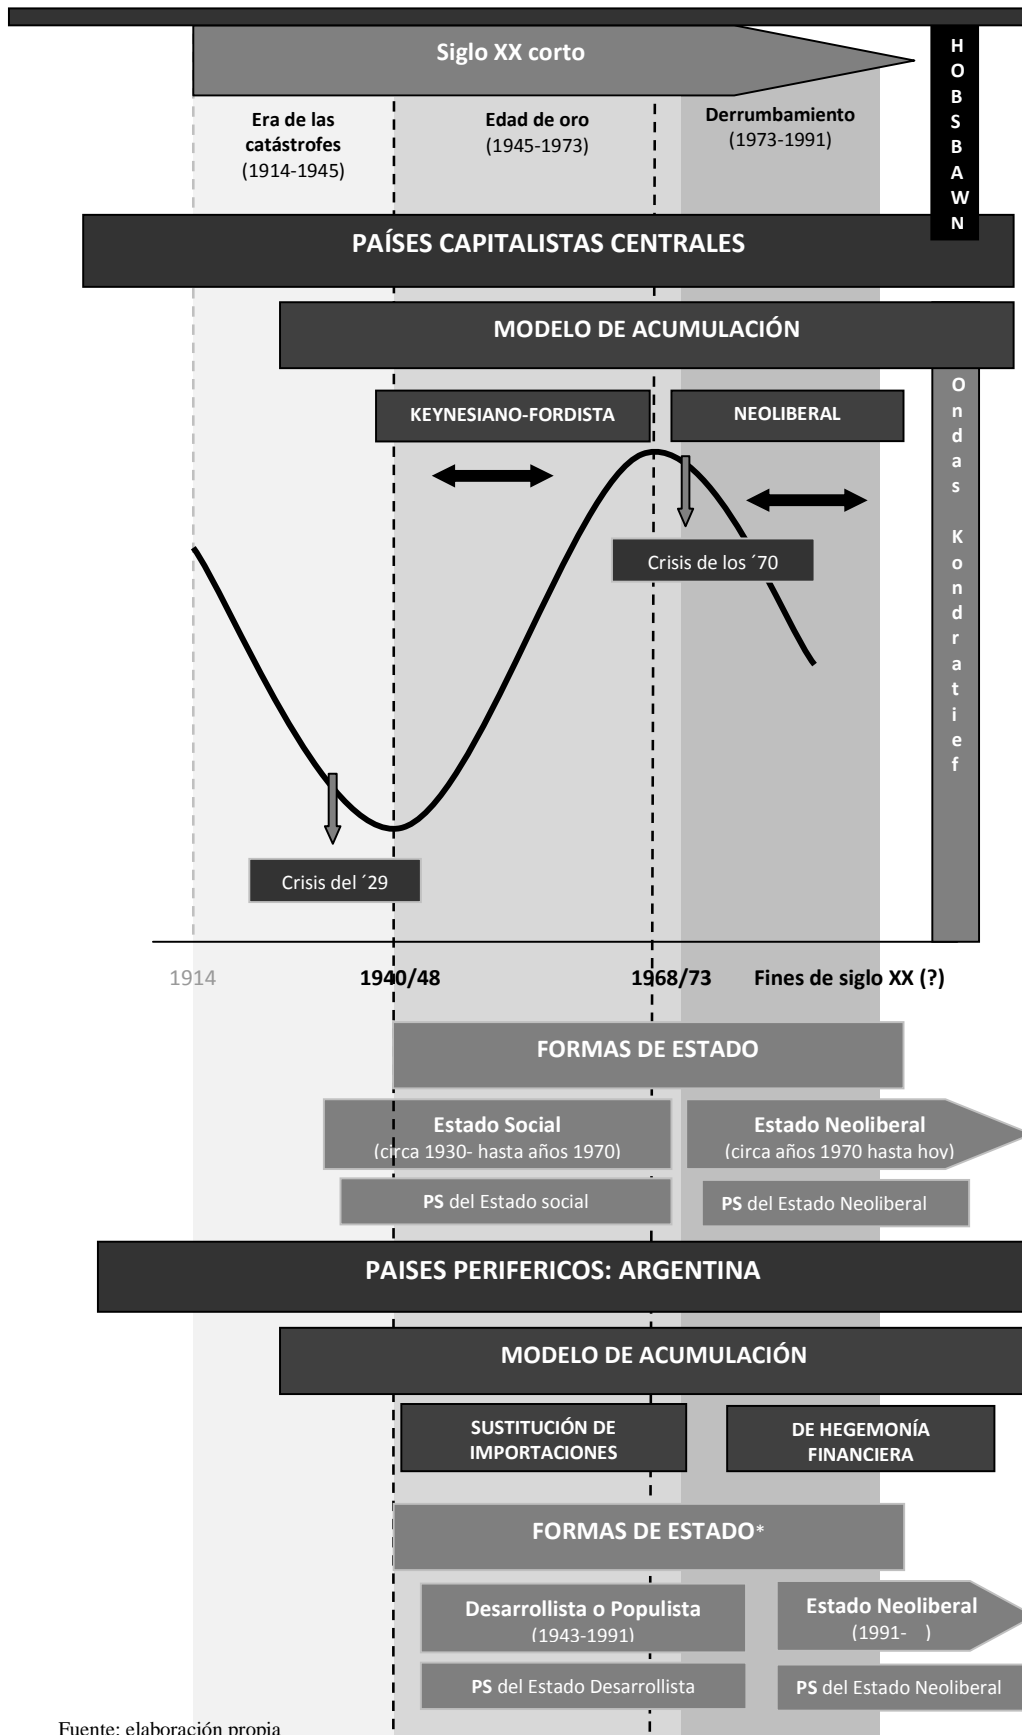 Siglo XX corto
HOBSBAWN
Era de las
catástrofes
(1914-1945)
Edad de oro
(1945-1973)
Derrumbamiento
(1973-1991)
PAÍSES CAPITALISTAS CENTRALES
MODELO DE ACUMULACIÓN
Ondas Kondratief
KEYNESIANO-FORDISTA
NEOLIBERAL
Crisis de los ´70
Crisis del ´29
1914
1940/48
1968/73
Fines de siglo XX (?)
FORMAS DE ESTADO
Estado Social
(circa 1930- hasta años 1970)
Estado Neoliberal
(circa años 1970 hasta hoy)
PS del Estado social
PS del Estado Neoliberal
PAISES PERIFERICOS: ARGENTINA
MODELO DE ACUMULACIÓN
SUSTITUCIÓN DE
IMPORTACIONES
DE HEGEMONÍA
FINANCIERA
FORMAS DE ESTADO*
Desarrollista o Populista
(1943-1991)
Estado Neoliberal
(1991-   )
PS del Estado Desarrollista
PS del Estado Neoliberal
Fuente: elaboración propia